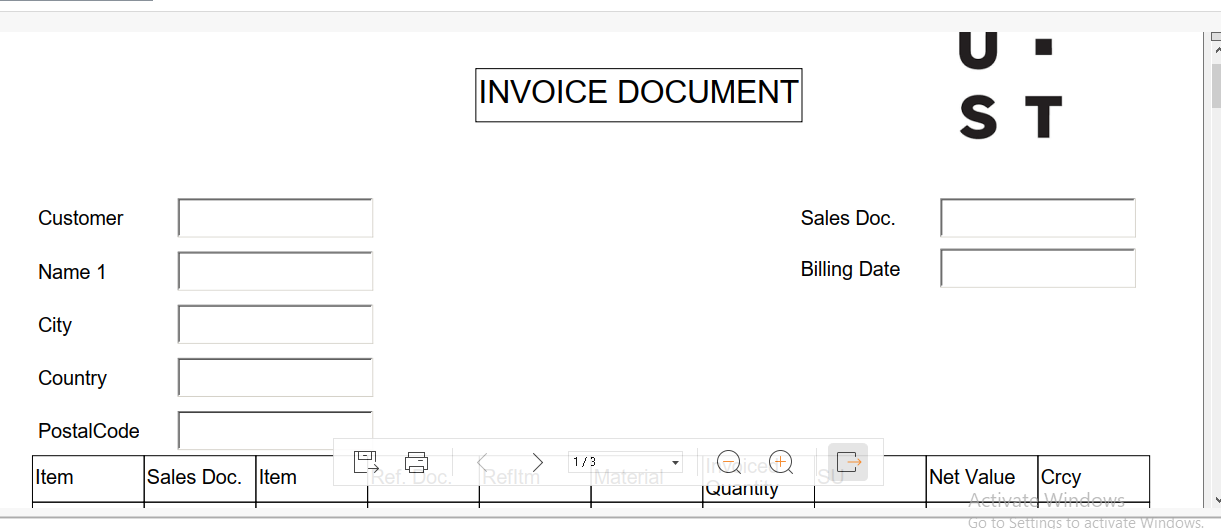 U ·
INVOICE DOCUMENT
S T
Customer
Sales Doc.
Name 1
Billing Date
City
Country
PostalCode
1 / 3
Item Sales Doc. Item Ref. Doc. RefItm Material Invoice Quantity SU Net Value Crcy
Activate Windows
Go to Settings to activate Windows.